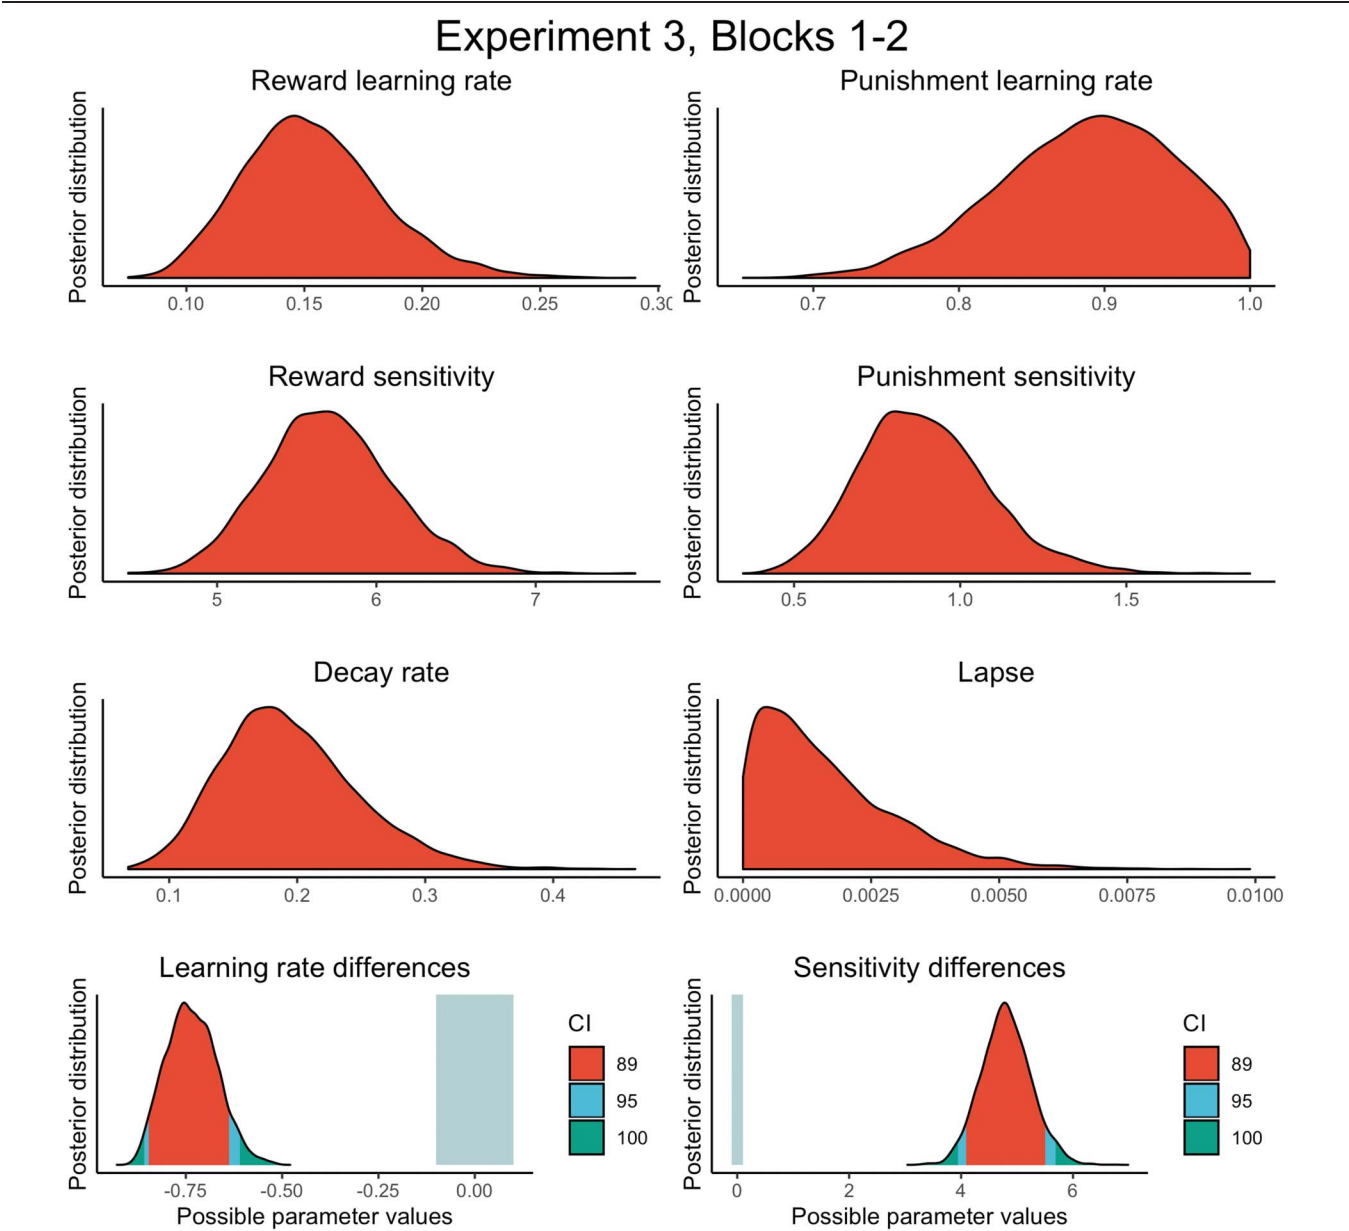 Experiment 3, Blocks 1-2
Reward learning rate
Punishment learning rate
Posterior distribution
Posterior distribution
0.10 0.15 0.20 0.25 0.30
0.7 0.8 0.9 1.0
Reward sensitivity
Punishment sensitivity
Posterior distribution
Posterior distribution
5 6 7
0.5 1.0 1.5
Decay rate
Lapse
Posterior distribution
Posterior distribution
0.1 0.2 0.3 0.4
0.0000 0.0025 0.0050 0.0075 0.0100
Learning rate differences
Sensitivity differences
Posterior distribution
CI
89
95
100
-0.75 -0.50 -0.25 0.00
Possible parameter values
Posterior distribution
CI
89
95
100
0 2 4 6
Possible parameter values